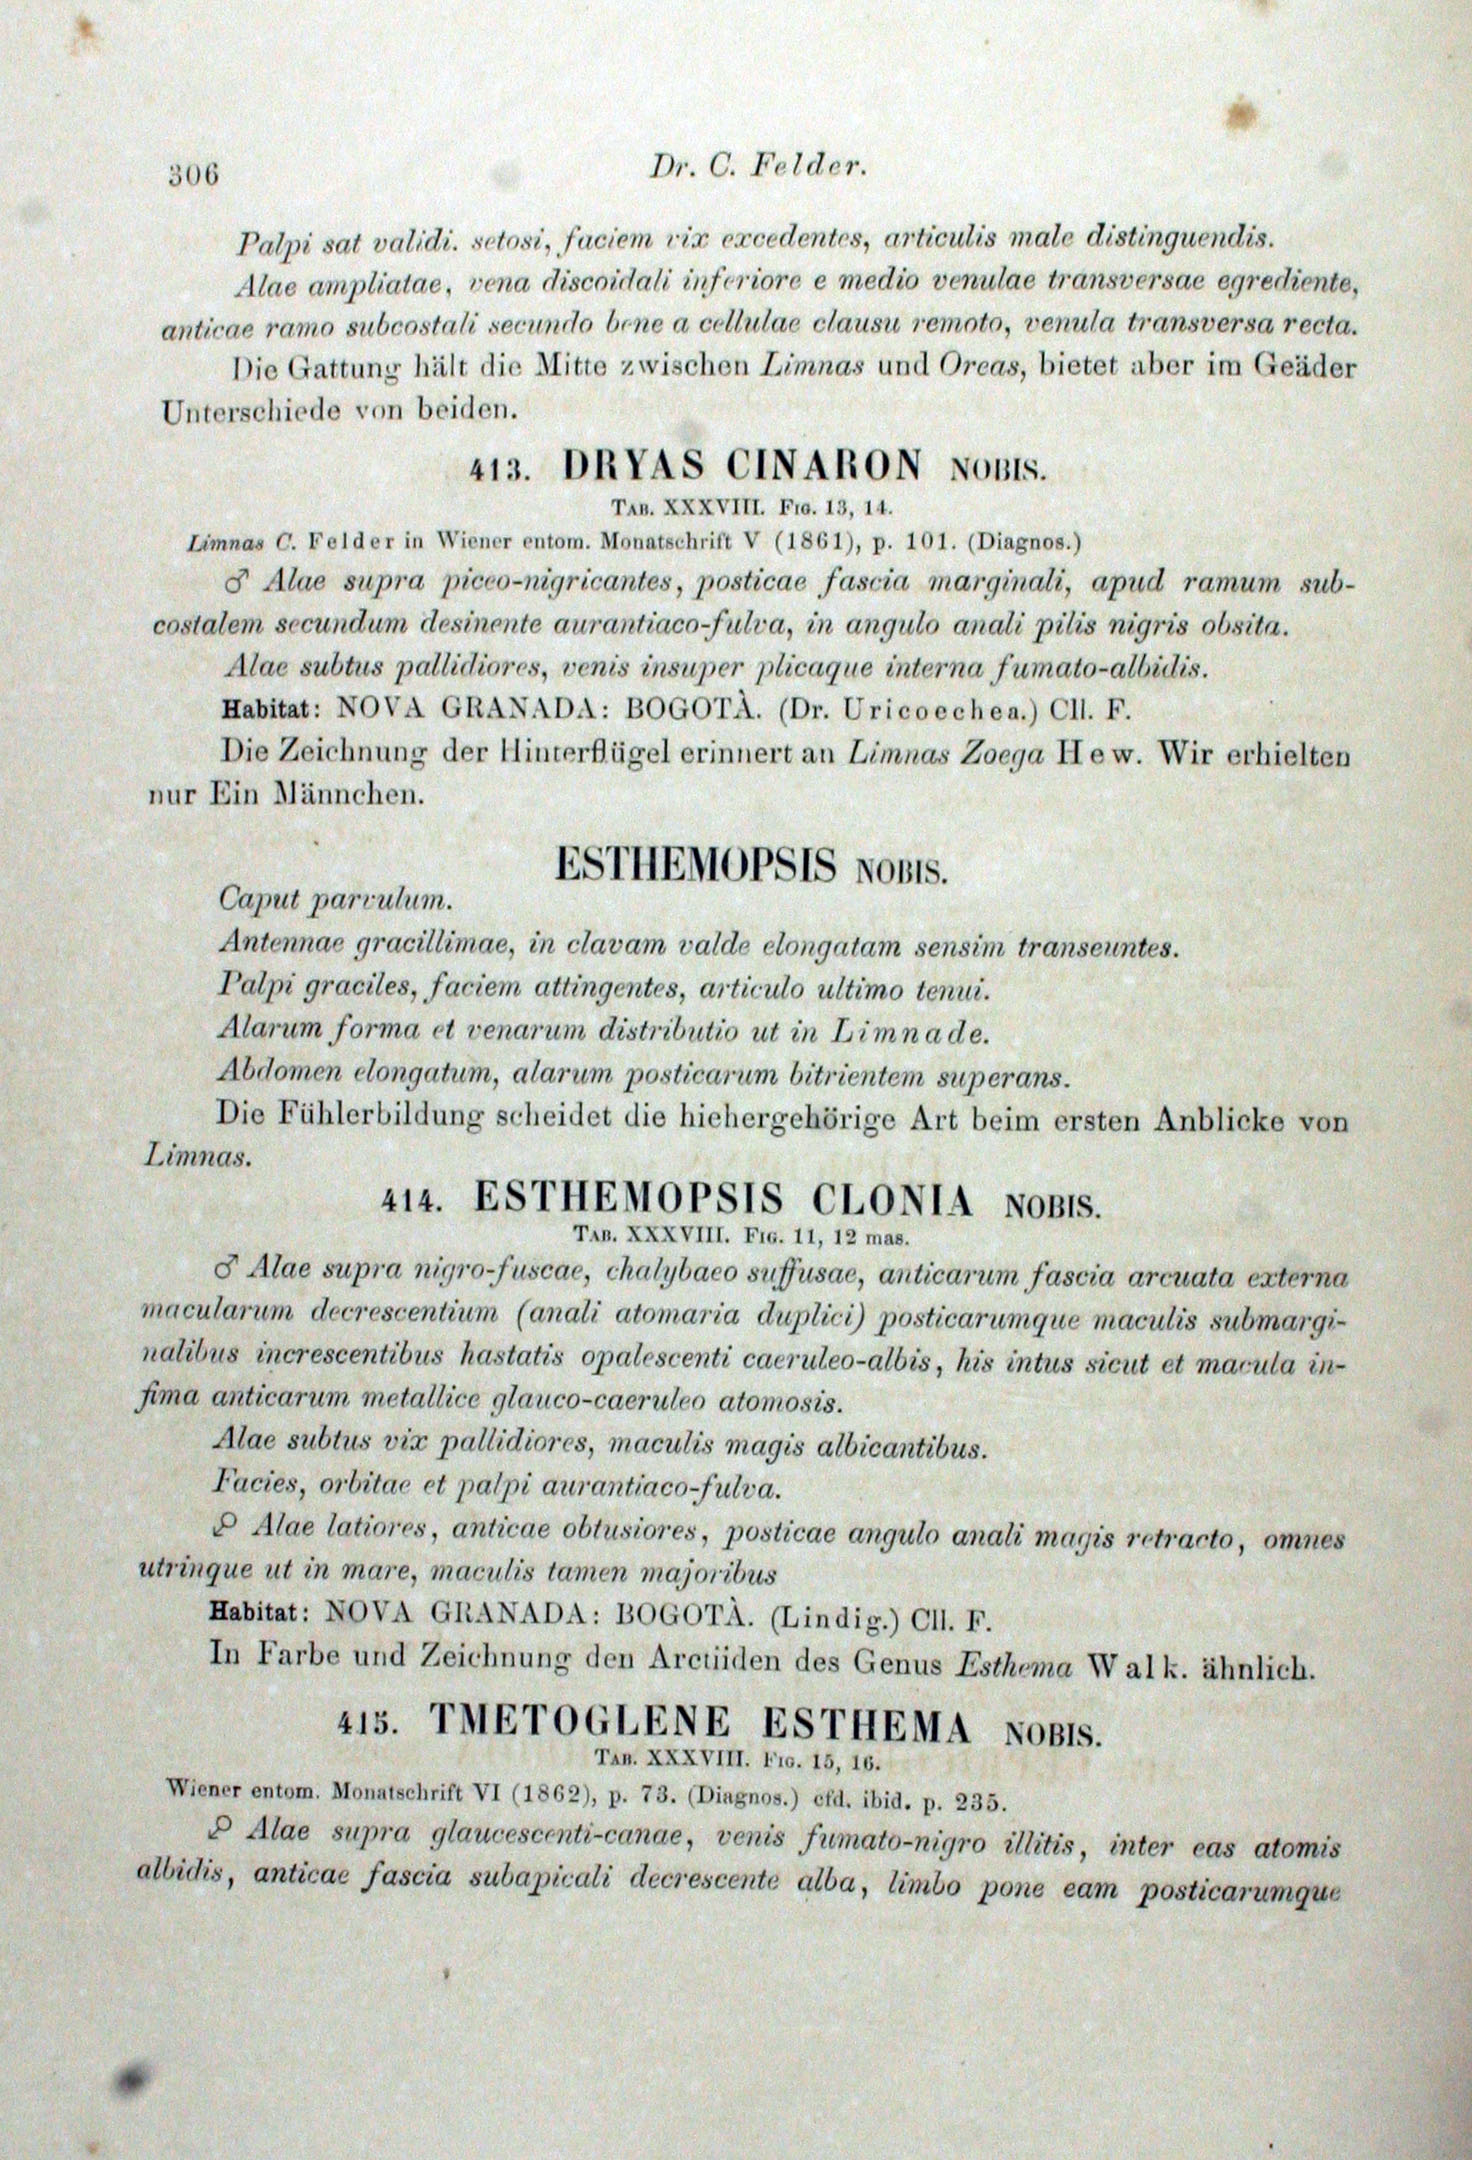 306
Dr. C. Felder.
Palpi sat validi. setosi, faciem vix excedentes, articulis male distinguendis.
Alae ampliatae, vena discoidali inferiore e medio venulae transversae egrediente,
anticae ramo subcostali secundo bene a cellulae clausu remoto, venula transversa recta.
Die Gattung hält die Mitte zwischen Limnas und Oreas, bietet aber im Geäder
Unterschiede von beiden.
413. DRYAS CINARON NOBIS.
TAB. XXXVIII. FIG. 13, 14.
Limnas C. Felder in Wiener entom. Monatschrift V (1861), p. 101. (Diagnos.)
♂ Alae supra piceo-nigricantes, posticae fascia marginali, apud ramum sub-
costalem secundum desinente aurantiaco-fulva, in angulo anali pilis nigris obsita.
Alae subtus pallidiores, venis insuper plicaque interna fumato-albidis.
Habitat: NOVA GRANADA: BOGOTÀ. (Dr. Uricoechea.) Cll. F.
Die Zeichnung der Hinterflügel erinnert an Limnas Zoega Hew. Wir erhielten
nur Ein Männchen.
ESTHEMOPSIS NOBIS.
Caput parvulum.
Antennae gracillimae, in clavam valde elongatam sensim transeuntes.
Palpi graciles, faciem attingentes, articulo ultimo tenui.
Alarum forma et venarum distributio ut in Limnade.
Abdomen elongatum, alarum posticarum bitrientem superans.
Die Fühlerbildung scheidet die hiehergehörige Art beim ersten Anblicke von
Limnas.
414. ESTHEMOPSIS CLONIA NOBIS.
TAB. XXXVIII. FIG. 11, 12 mas.
♂ Alae supra nigro-fuscae, chalybaeo suffusae, anticarum fascia arcuata externa
macularum decrescentium (anali atomaria duplici) posticarumque maculis submargi-
nalibus increscentibus hastatis opalescenti caeruleo-albis, his intus sicut et macula in-
fima anticarum metallice glauco-caeruleo atomosis.
Alae subtus vix pallidiores, maculis magis albicantibus.
Facies, orbitae et palpi aurantiaco-fulva.
♀ Alae latiores, anticae obtusiores, posticae angulo anali magis retracto, omnes
utrinque ut in mare, maculis tamen majoribus
Habitat: NOVA GRANADA: BOGOTÀ. (Lindig.) Cll. F.
In Farbe und Zeichnung den Arctiiden des Genus Esthema Walk. ähnlich.
415. TMETOGLENE ESTHEMA NOBIS.
TAB. XXXVIII. FIG. 15, 16.
Wiener entom. Monatschrift VI (1862), p. 73. (Diagnos.) cfd. ibid. p. 235.
♀ Alae supra glaucescenti-canae, venis fumato-nigro illitis, inter eas atomis
albidis, anticae fascia subapicali decrescente alba, limbo pone eam posticarumque